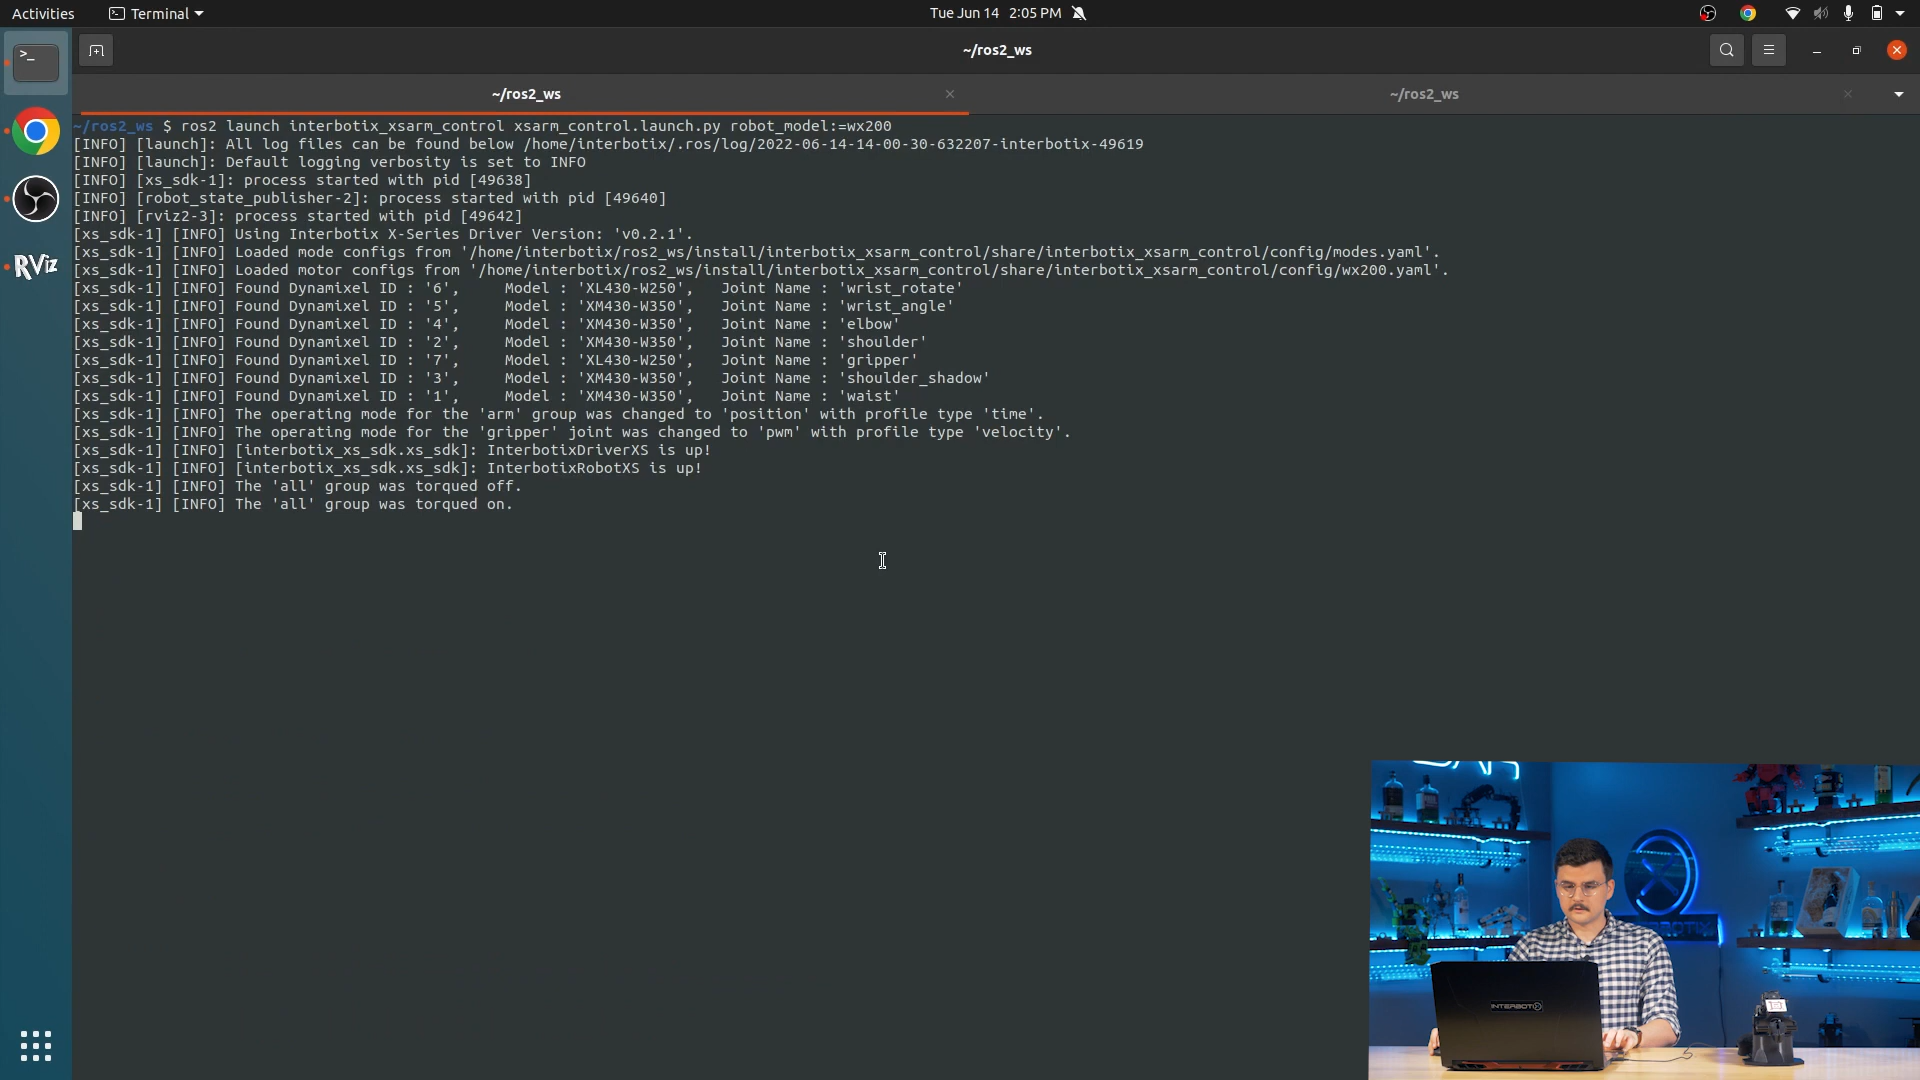 Activities
Terminal
Tue Jun 14 2:05 PM
~/ros2_ws
~/ros2_ws
~/ros2_ws
~/ros2_ws $ ros2 launch interbotix_xsarm_control xsarm_control.launch.py robot_model:=wx200
[INFO] [launch]: All log files can be found below /home/interbotix/.ros/log/2022-06-14-14-00-30-632207-interbotix-49619
[INFO] [launch]: Default logging verbosity is set to INFO
[INFO] [xs_sdk-1]: process started with pid [49638]
[INFO] [robot_state_publisher-2]: process started with pid [49640]
[INFO] [rviz2-3]: process started with pid [49642]
[xs_sdk-1] [INFO] Using Interbotix X-Series Driver Version: 'v0.2.1'.
[xs_sdk-1] [INFO] Loaded mode configs from '/home/interbotix/ros2_ws/install/interbotix_xsarm_control/share/interbotix_xsarm_control/config/modes.yaml'.
[xs_sdk-1] [INFO] Loaded motor configs from '/home/interbotix/ros2_ws/install/interbotix_xsarm_control/share/interbotix_xsarm_control/config/wx200.yaml'.
[xs_sdk-1] [INFO] Found Dynamixel ID : '6', Model : 'XL430-W250', Joint Name : 'wrist_rotate'
[xs_sdk-1] [INFO] Found Dynamixel ID : '5', Model : 'XM430-W350', Joint Name : 'wrist_angle'
[xs_sdk-1] [INFO] Found Dynamixel ID : '4', Model : 'XM430-W350', Joint Name : 'elbow'
[xs_sdk-1] [INFO] Found Dynamixel ID : '2', Model : 'XM430-W350', Joint Name : 'shoulder'
[xs_sdk-1] [INFO] Found Dynamixel ID : '7', Model : 'XL430-W250', Joint Name : 'gripper'
[xs_sdk-1] [INFO] Found Dynamixel ID : '3', Model : 'XM430-W350', Joint Name : 'shoulder_shadow'
[xs_sdk-1] [INFO] Found Dynamixel ID : '1', Model : 'XM430-W350', Joint Name : 'waist'
[xs_sdk-1] [INFO] The operating mode for the 'arm' group was changed to 'position' with profile type 'time'.
[xs_sdk-1] [INFO] The operating mode for the 'gripper' joint was changed to 'pwm' with profile type 'velocity'.
[xs_sdk-1] [INFO] [interbotix_xs_sdk.xs_sdk]: InterbotixDriverXS is up!
[xs_sdk-1] [INFO] [interbotix_xs_sdk.xs_sdk]: InterbotixRobotXS is up!
[xs_sdk-1] [INFO] The 'all' group was torqued off.
[xs_sdk-1] [INFO] The 'all' group was torqued on.
RViz
INTERBOTIX